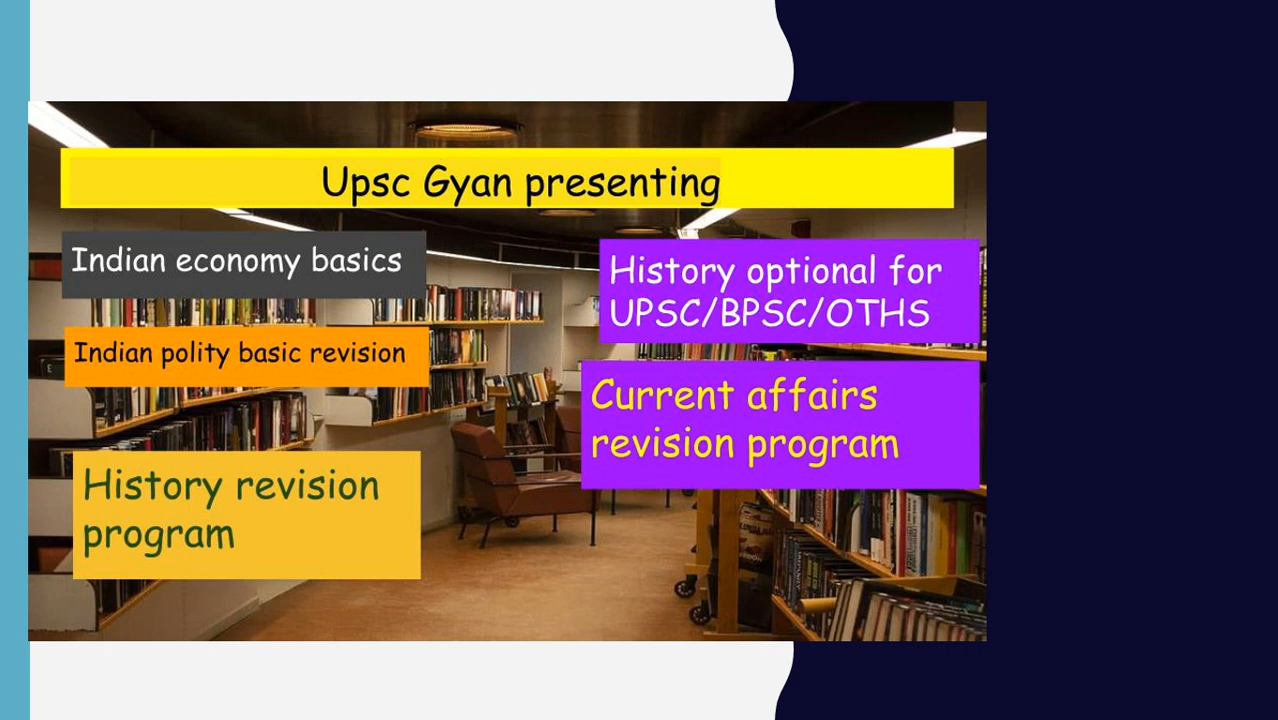 Upsc Gyan presenting
Indian economy basics
Indian polity basic revision
History revision
program
History optional for
UPSC/BPSC/OTHS
Current affairs
revision program